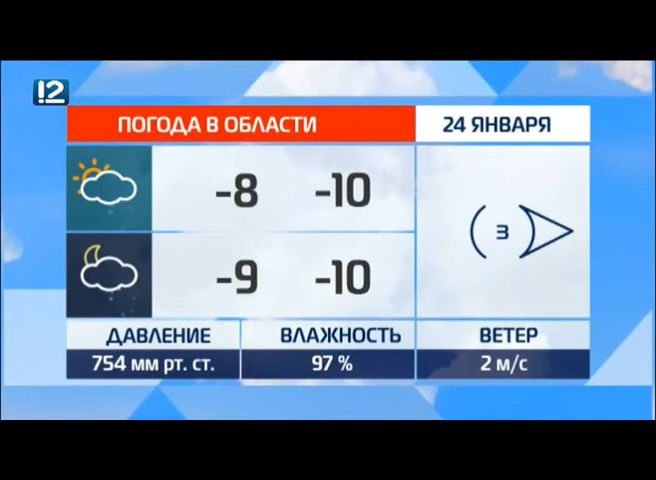 12
ПОГОДА В ОБЛАСТИ 24 ЯНВАРЯ
-8 -10
З
-9 -10
ДАВЛЕНИЕ ВЛАЖНОСТЬ ВЕТЕР
754 мм рт. ст. 97 % 2 м/с